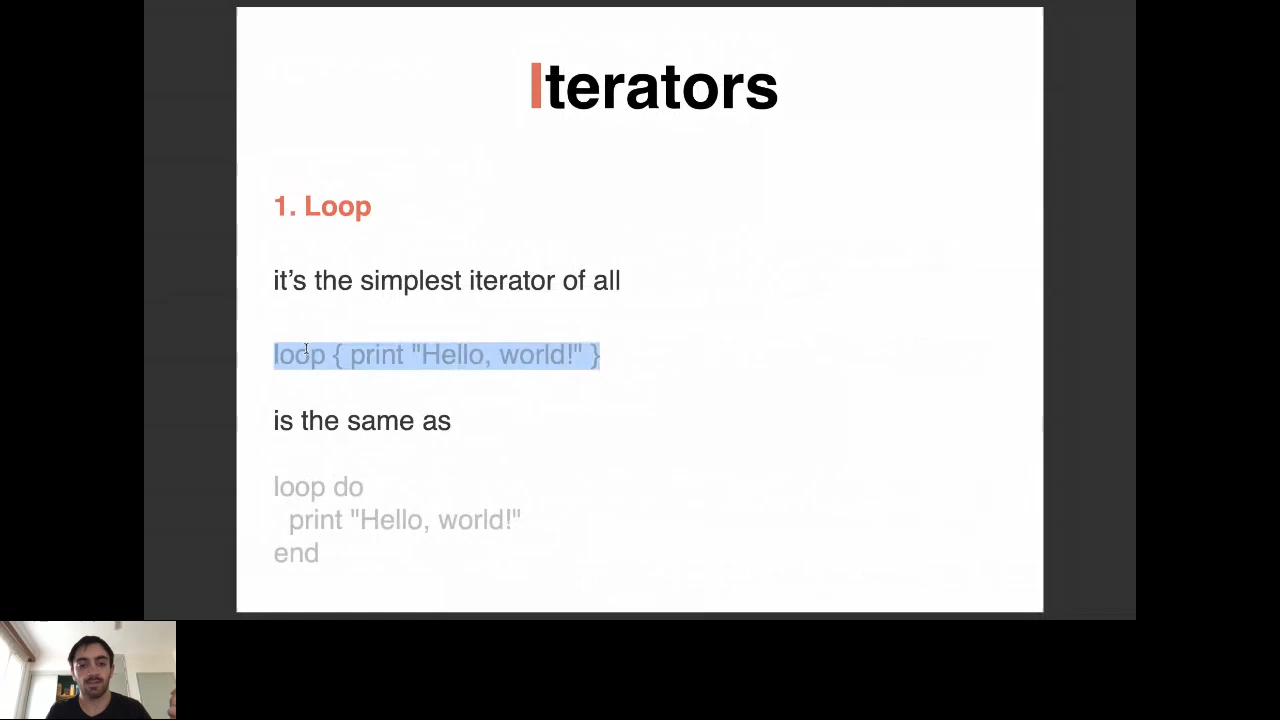 Iterators
1. Loop
it’s the simplest iterator of all
loop { print "Hello, world!" }
is the same as
loop do
print "Hello, world!"
end